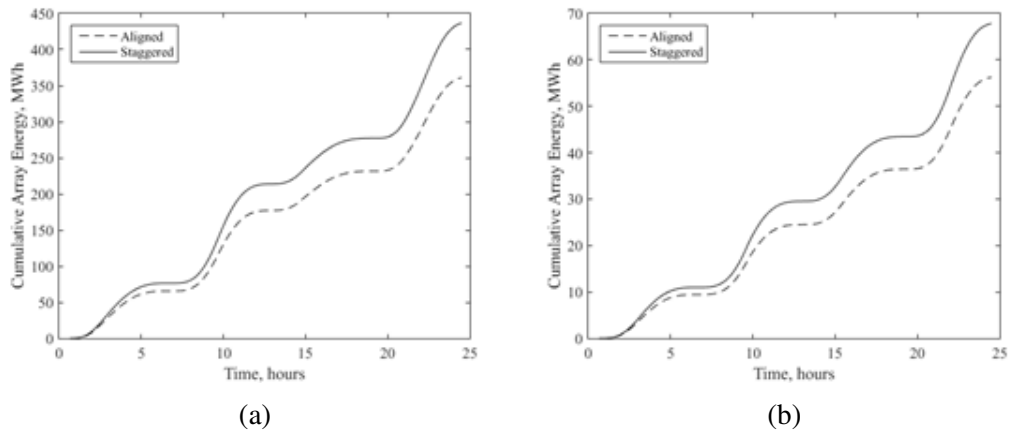 450
400
350
300
250
200
150
100
50
0
Cumulative Array Energy, MWh
Aligned
Staggered
0 5 10 15 20 25
Time, hours
(a)
70
60
50
40
30
20
10
0
Cumulative Array Energy, MWh
Aligned
Staggered
0 5 10 15 20 25
Time, hours
(b)